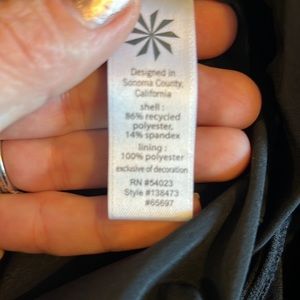 Designed in
Sonoma County,
California
shell :
86% recycled
polyester,
14% spandex
lining :
100% polyester
exclusive of decoration
RN #54023
Style #138473
#65697